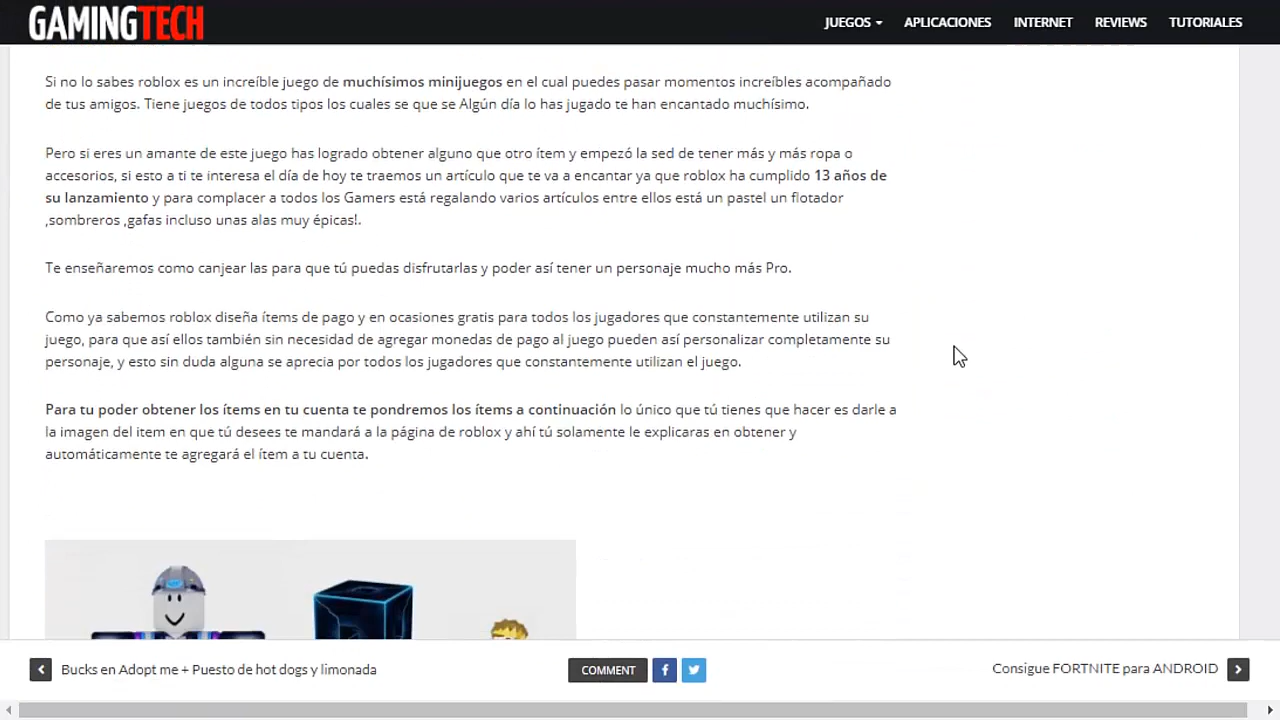 GAMINGTECH
JUEGOS APLICACIONES INTERNET REVIEWS TUTORIALES
Si no lo sabes roblox es un increíble juego de muchísimos minijuegos en el cual puedes pasar momentos increíbles acompañado
de tus amigos. Tiene juegos de todos tipos los cuales se que se Algún día lo has jugado te han encantado muchísimo.
Pero si eres un amante de este juego has logrado obtener alguno que otro ítem y empezó la sed de tener más y más ropa o
accesorios, si esto a ti te interesa el día de hoy te traemos un artículo que te va a encantar ya que roblox ha cumplido 13 años de
su lanzamiento y para complacer a todos los Gamers está regalando varios artículos entre ellos está un pastel un flotador
,sombreros ,gafas incluso unas alas muy épicas!.
Te enseñaremos como canjear las para que tú puedas disfrutarlas y poder así tener un personaje mucho más Pro.
Como ya sabemos roblox diseña ítems de pago y en ocasiones gratis para todos los jugadores que constantemente utilizan su
juego, para que así ellos también sin necesidad de agregar monedas de pago al juego pueden así personalizar completamente su
personaje, y esto sin duda alguna se aprecia por todos los jugadores que constantemente utilizan el juego.
Para tu poder obtener los ítems en tu cuenta te pondremos los ítems a continuación lo único que tú tienes que hacer es darle a
la imagen del item en que tú desees te mandará a la página de roblox y ahí tú solamente le explicaras en obtener y
automáticamente te agregará el ítem a tu cuenta.
Bucks en Adopt me + Puesto de hot dogs y limonada
COMMENT
Consigue FORTNITE para ANDROID